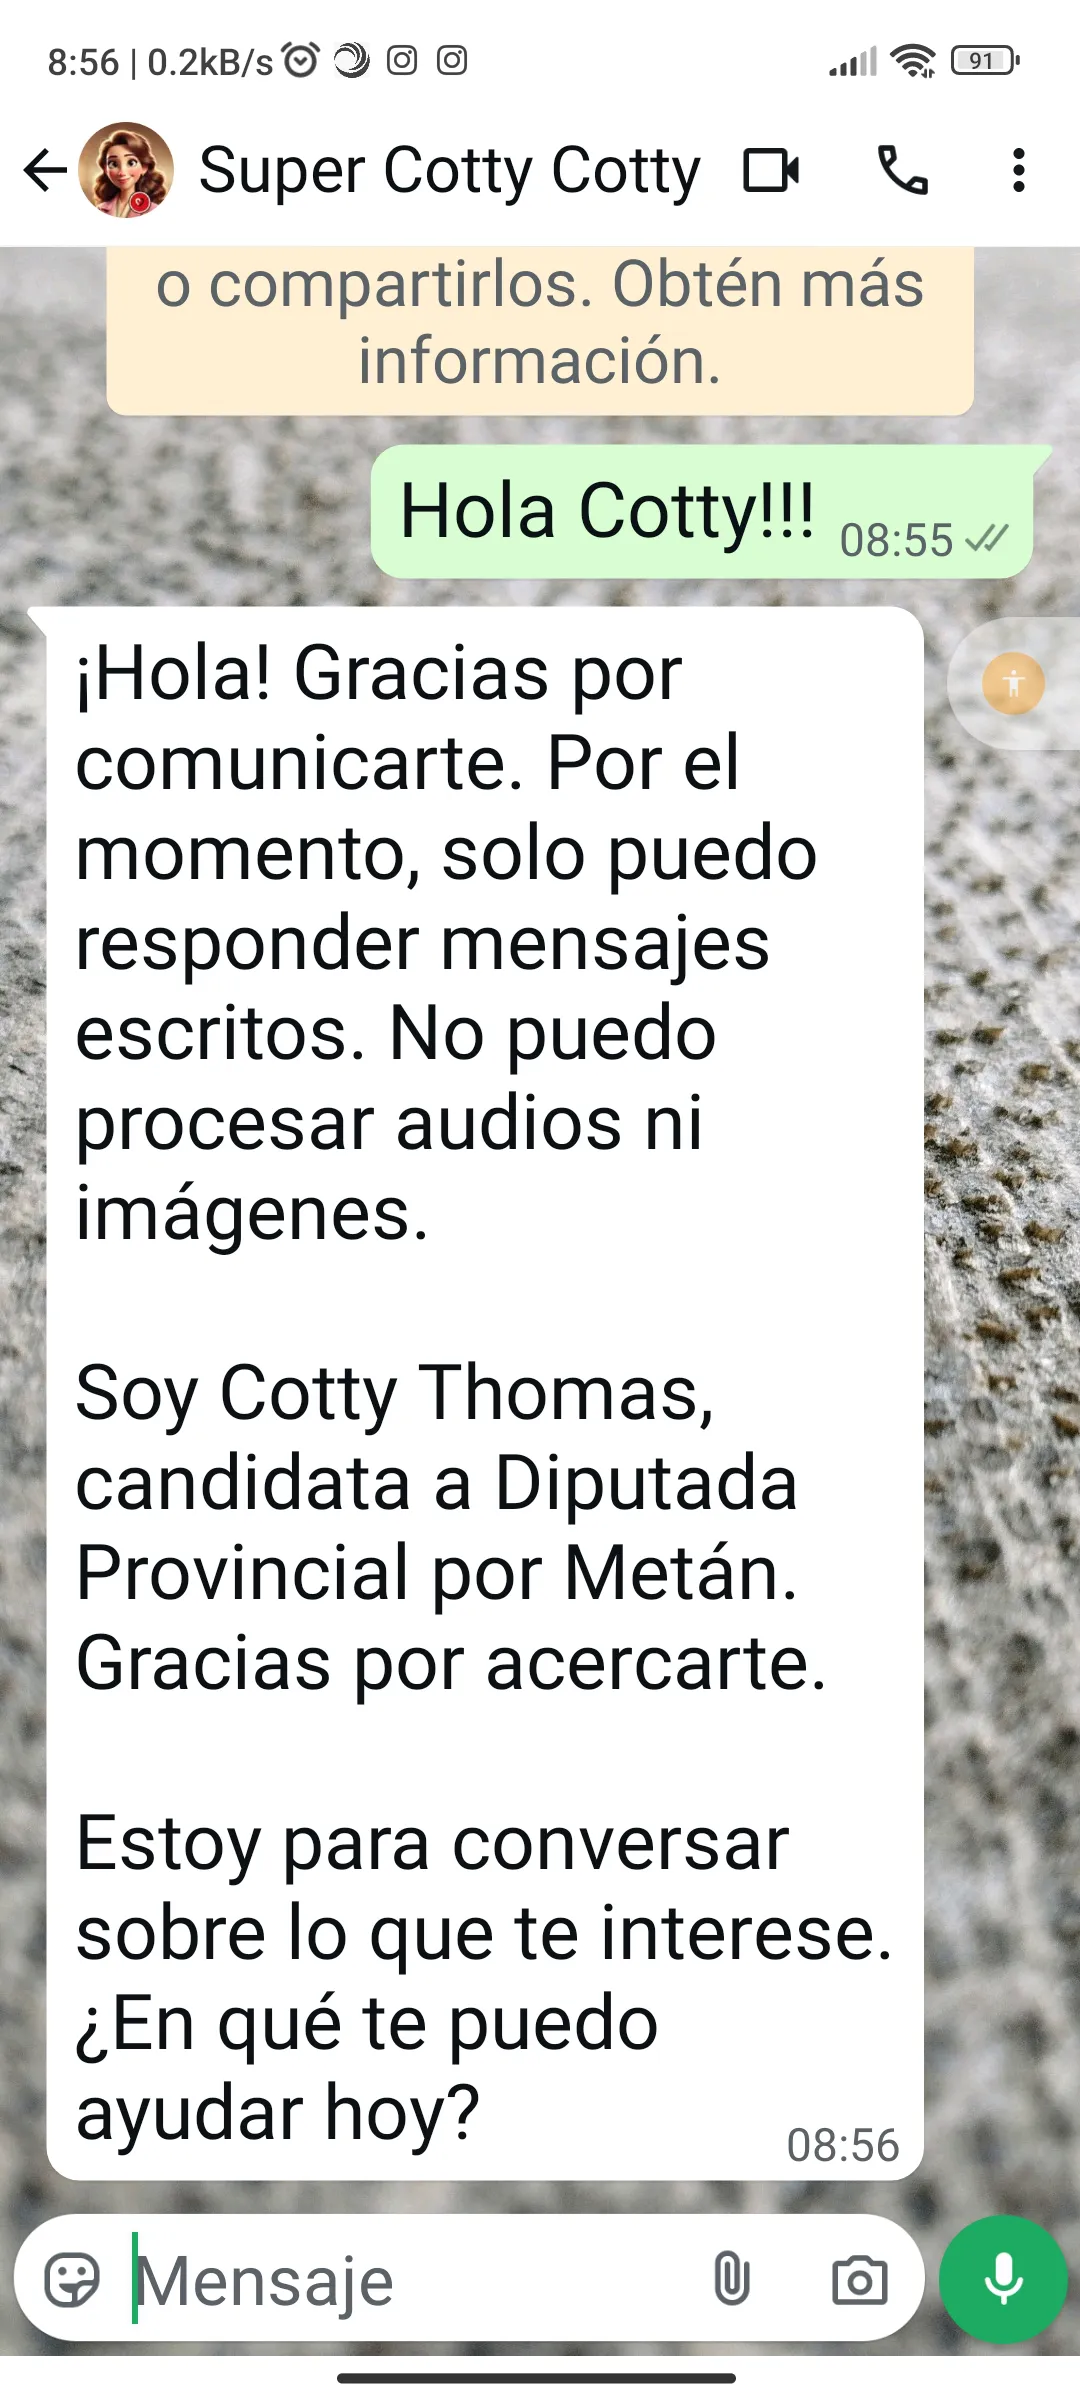 8:56 | 0.2kB/s
91
Super Cotty Cotty
o compartirlos. Obtén más
información.
Hola Cotty!!!
08:55
¡Hola! Gracias por
comunicarte. Por el
momento, solo puedo
responder mensajes
escritos. No puedo
procesar audios ni
imágenes.
Soy Cotty Thomas,
candidata a Diputada
Provincial por Metán.
Gracias por acercarte.
Estoy para conversar
sobre lo que te interese.
¿En qué te puedo
ayudar hoy?
08:56
Mensaje